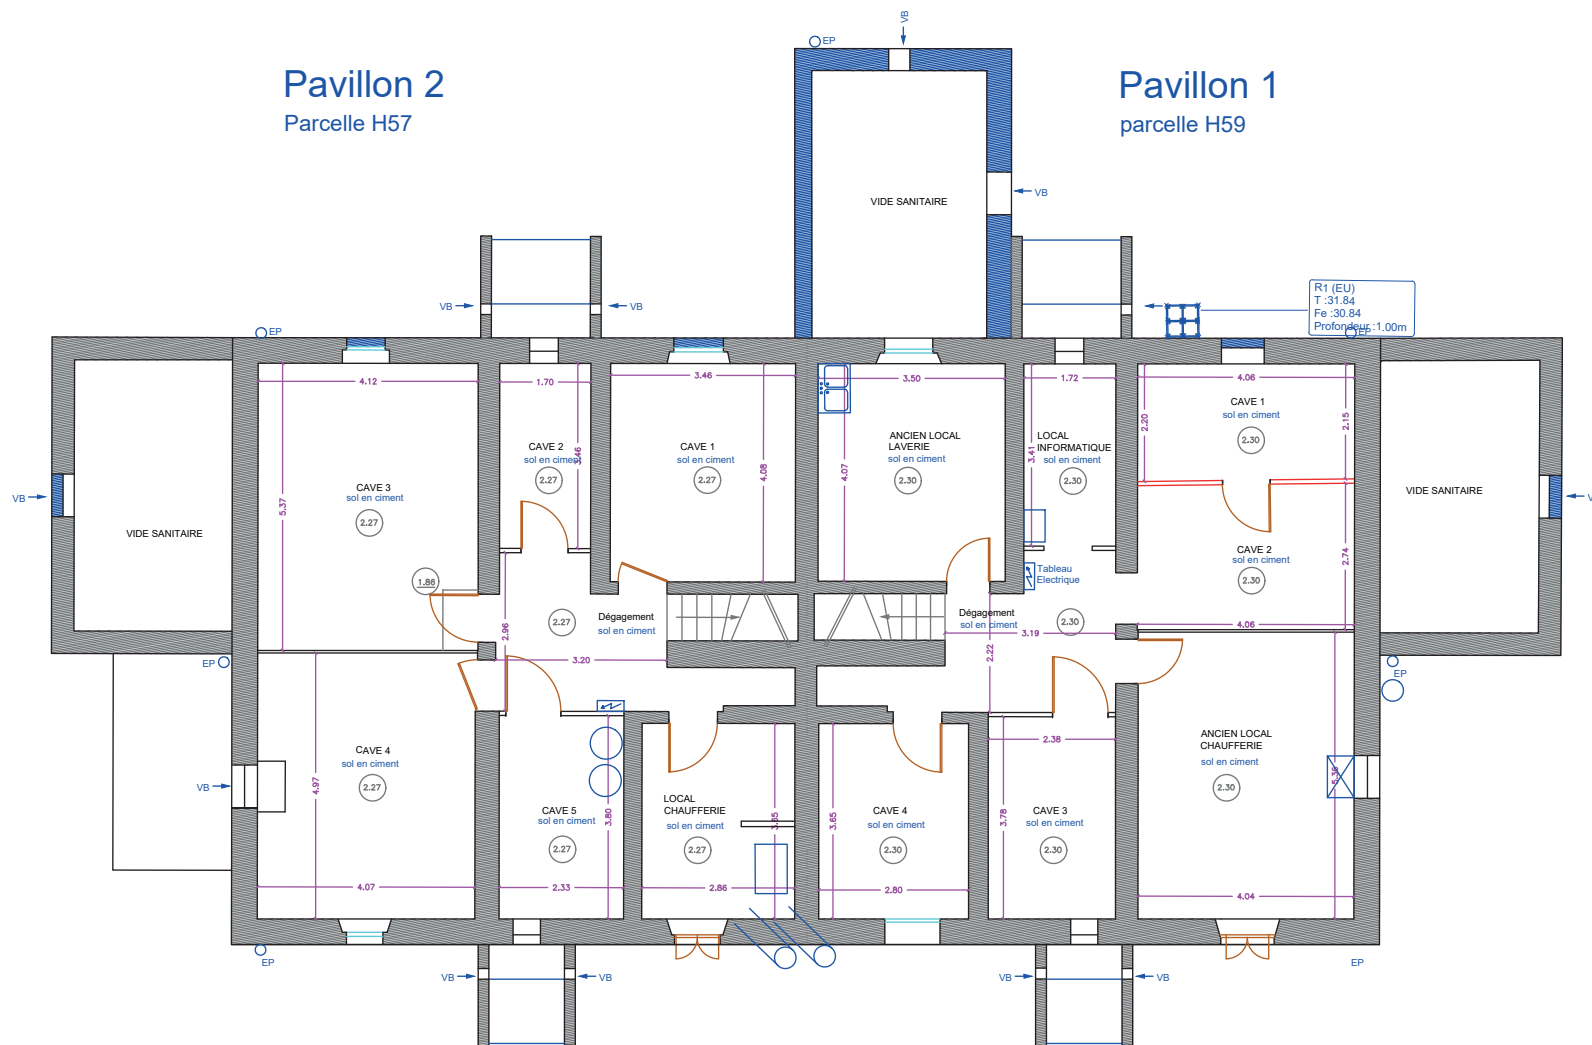 VB
EP
Pavillon 2
Parcelle H57
Pavillon 1
parcelle H59
VB
VIDE SANITAIRE
VB
VB
R1 (EU)
T :31.84
Fe :30.84
Profondeur :1.00m
EP
EP
4.12
1.70
3.46
3.50
1.72
4.06
CAVE 1
sol en ciment
2.30
2.20
2.15
CAVE 2
sol en ciment
2.27
3.46
CAVE 1
sol en ciment
2.27
4.08
ANCIEN LOCAL
LAVERIE
sol en ciment
2.30
4.07
LOCAL
INFORMATIQUE
sol en ciment
2.30
3.41
CAVE 3
sol en ciment
2.27
5.37
VB
VIDE SANITAIRE
VIDE SANITAIRE
V
CAVE 2
sol en ciment
2.30
2.74
1.86
Tableau
Electrique
2.27
Dégagement
sol en ciment
Dégagement
sol en ciment
2.30
4.06
2.96
3.20
3.19
2.22
EP
EP
CAVE 4
sol en ciment
2.27
4.97
VB
2.38
ANCIEN LOCAL
CHAUFFERIE
sol en ciment
2.30
5.36
CAVE 5
sol en ciment
2.27
3.80
LOCAL
CHAUFFERIE
sol en ciment
2.27
3.65
CAVE 4
sol en ciment
2.30
3.65
CAVE 3
sol en ciment
2.30
3.78
4.07
2.33
2.86
2.80
4.04
EP
EP
VB
VB
VB
VB